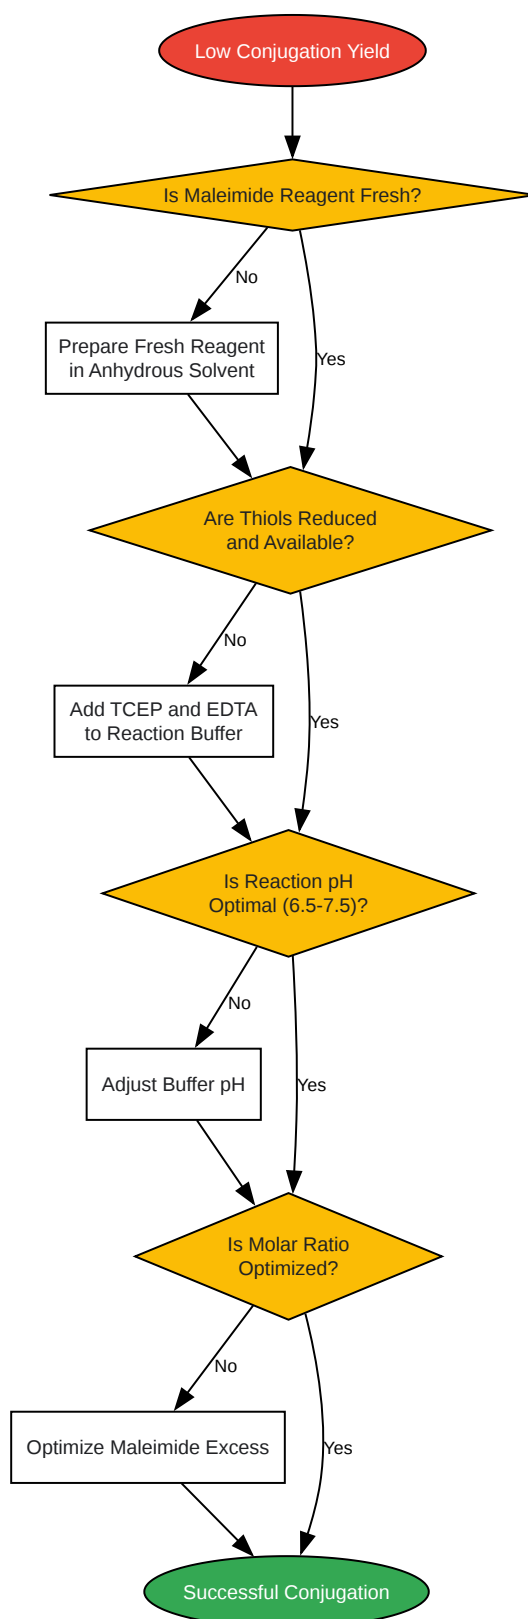 Low Conjugation Yield
Is Maleimide Reagent Fresh?
No
Prepare Fresh Reagent
in Anhydrous Solvent
Yes
Are Thiols Reduced
and Available?
No
Add TCEP and EDTA
to Reaction Buffer
Yes
Is Reaction pH
Optimal (6.5-7.5)?
No
Adjust Buffer pH
Yes
Is Molar Ratio
Optimized?
No
Optimize Maleimide Excess
Yes
Successful Conjugation